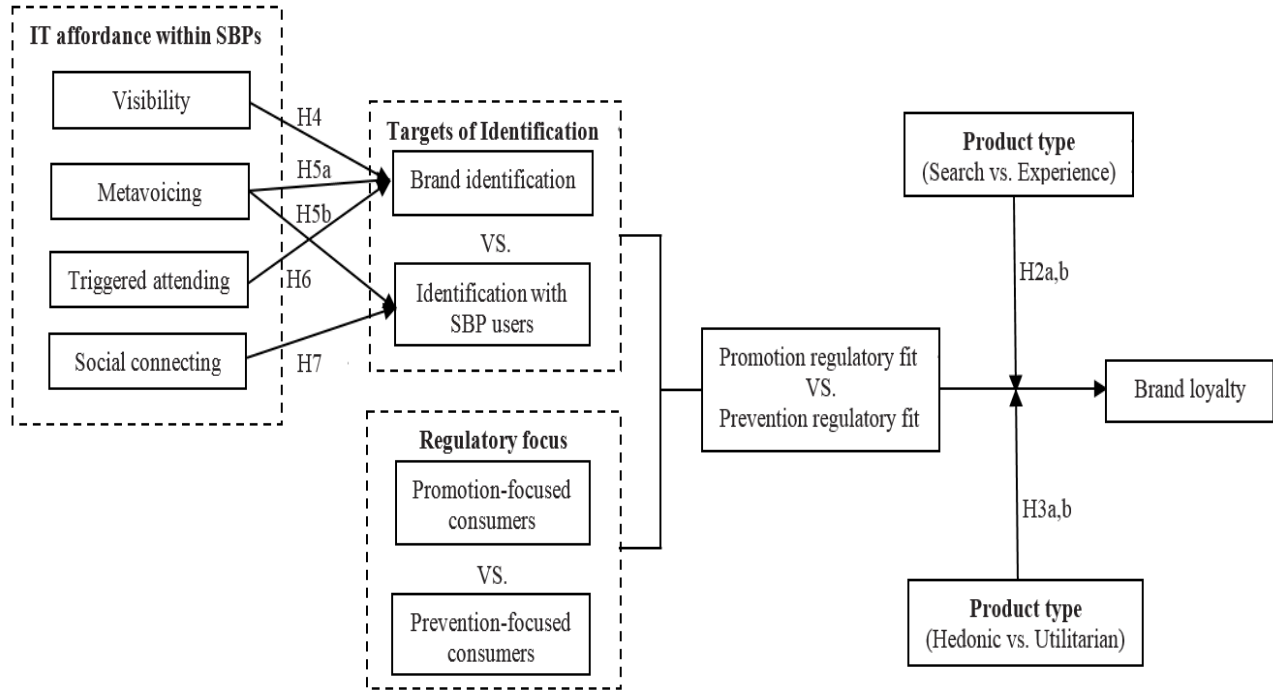 IT affordance within SBPs
Visibility
Metavoicing
Triggered attending
Social connecting
H4
H5a
H5b
H6
H7
Targets of Identification
Brand identification
VS.
Identification with
SBP users
Regulatory focus
Promotion-focused
consumers
VS.
Prevention-focused
consumers
Promotion regulatory fit
VS.
Prevention regulatory fit
Product type
(Search vs. Experience)
H2a,b
Brand loyalty
H3a,b
Product type
(Hedonic vs. Utilitarian)